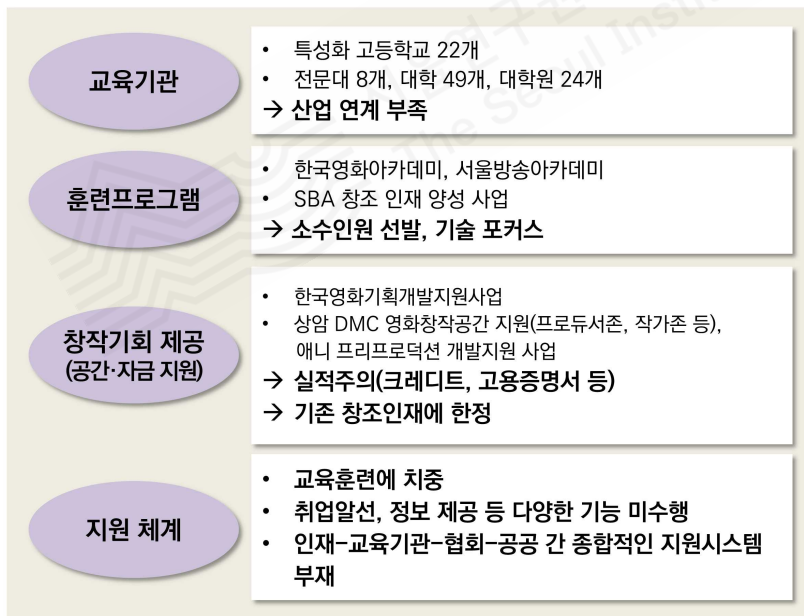 교육기관
• 특성화 고등학교 22개
• 전문대 8개, 대학 49개, 대학원 24개
→ 산업 연계 부족
훈련프로그램
• 한국영화아카데미, 서울방송아카데미
• SBA 창조 인재 양성 사업
→ 소수인원 선발, 기술 포커스
창작기회 제공
(공간·자금 지원)
• 한국영화기획개발지원사업
• 상암 DMC 영화창작공간 지원(프로듀서존, 작가존 등),
애니 프리프로덕션 개발지원 사업
→ 실적주의(크레디트, 고용증명서 등)
→ 기존 창조인재에 한정
지원 체계
• 교육훈련에 치중
• 취업알선, 정보 제공 등 다양한 기능 미수행
• 인재-교육기관-협회-공공 간 종합적인 지원시스템
부재